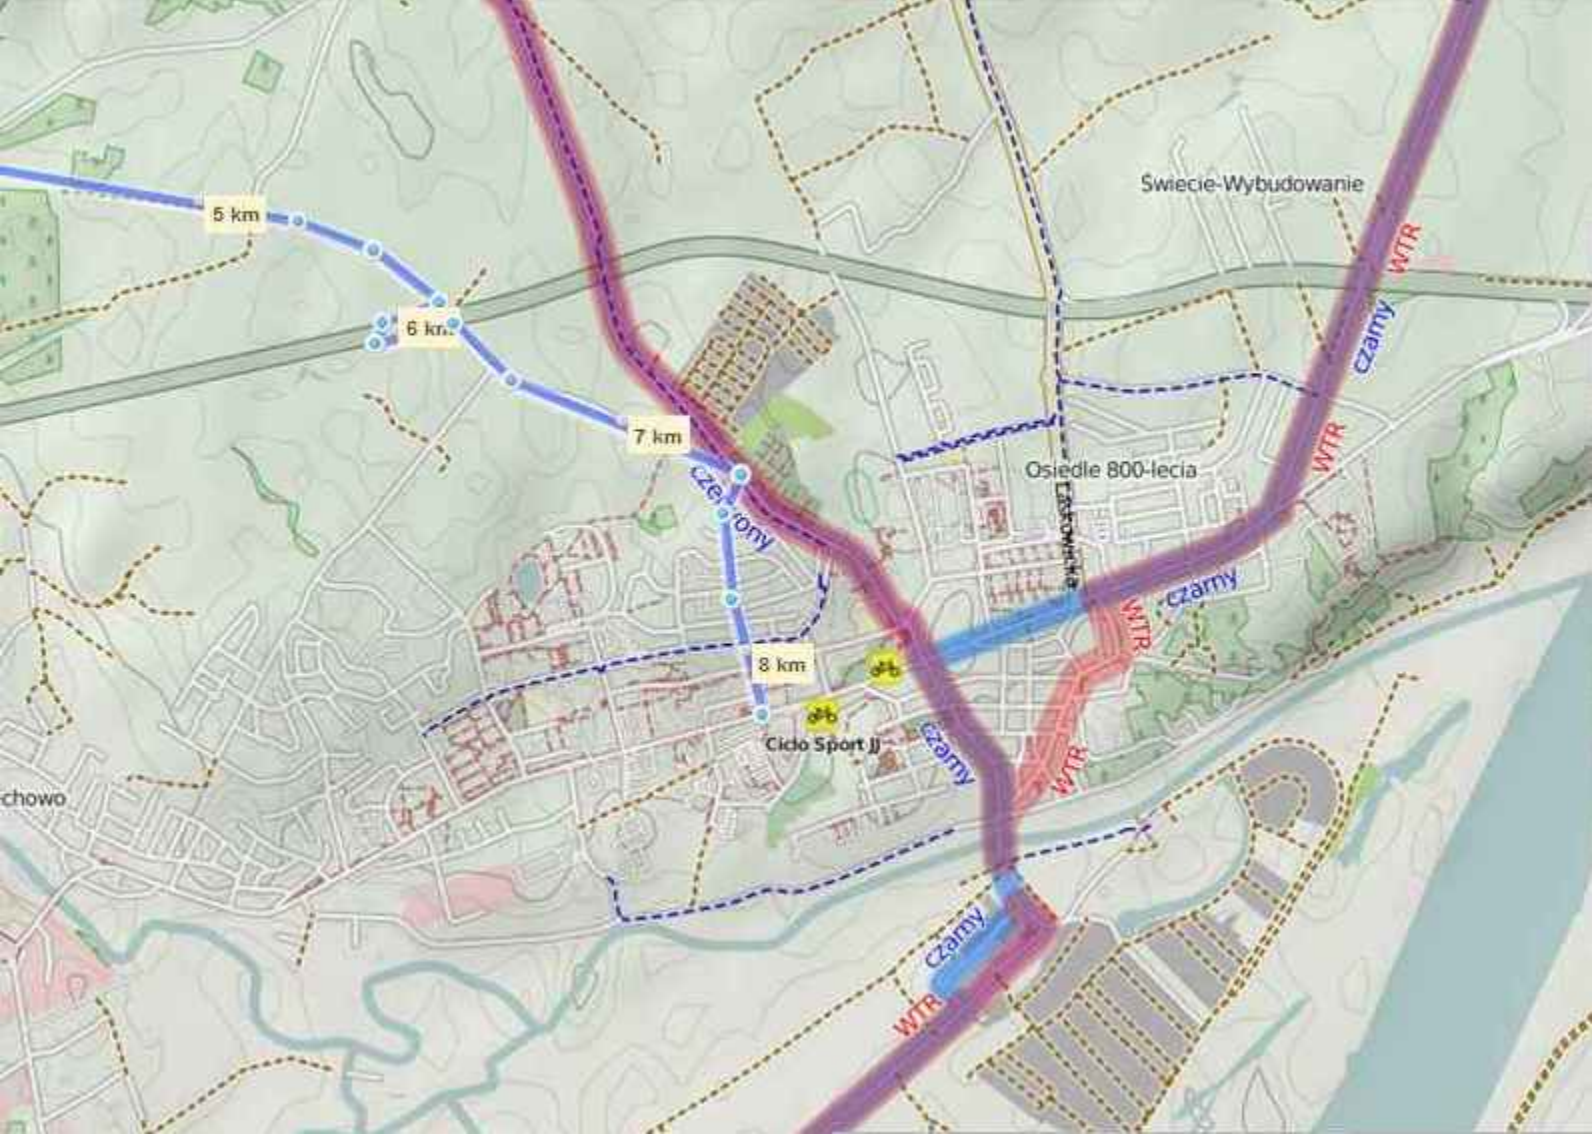 Świecie-Wybudowanie
5 km
WTR
6 km
czarny
7 km
WTR
Osiedle 800-lecia
czerwony
Laskowicka
czarny
WTR
8 km
czarny
Ciclo Sport JJ
WTR
chowo
czarny
WTR